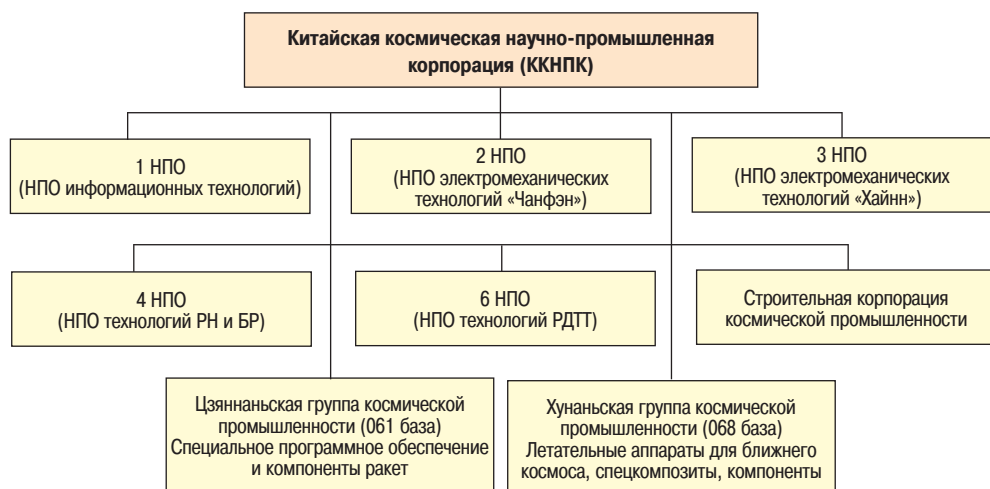 Китайская космическая научно-промышленная
корпорация (ККНПК)
1 НПО
(НПО информационных технологий)
2 НПО
(НПО электромеханических
технологий «Чанфэн»)
3 НПО
(НПО электромеханических
технологий «Хайнн»)
4 НПО
(НПО технологий РН и БР)
6 НПО
(НПО технологий РДТТ)
Строительная корпорация
космической промышленности
Цзяннаньская группа космической
промышленности (061 база)
Специальное программное обеспечение
и компоненты ракет
Хунаньская группа космической
промышленности (068 база)
Летательные аппараты для ближнего
космоса, спецкомпозиты, компоненты